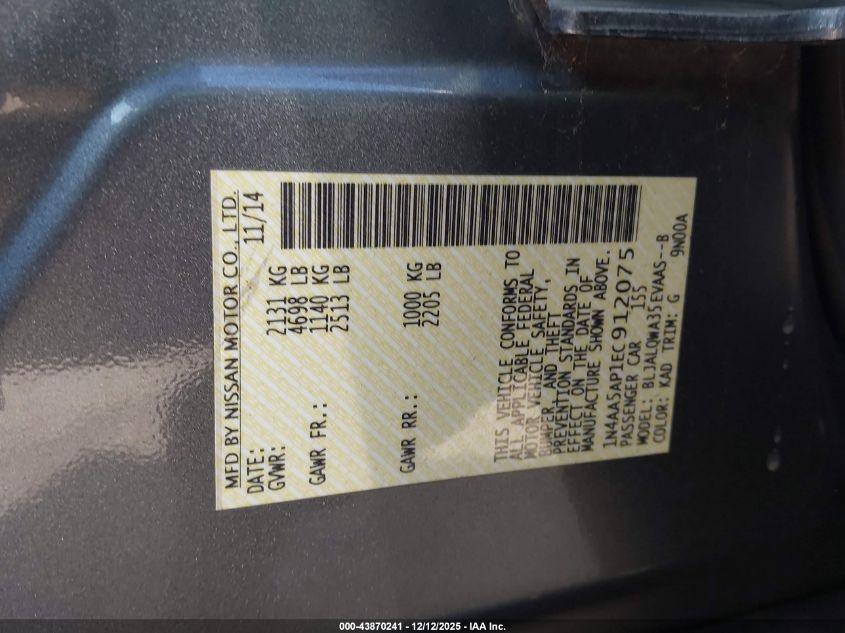 MFD BY NISSAN MOTOR CO., LTD.
DATE: 11/14
GVWR: 2131 KG
4698 LB
GAWR FR.: 1140 KG
2513 LB
GAWR RR.: 1000 KG
2205 LB
THIS VEHICLE CONFORMS TO
ALL APPLICABLE FEDERAL
MOTOR VEHICLE SAFETY,
BUMPER, AND THEFT
PREVENTION STANDARDS IN
EFFECT ON THE DATE OF
MANUFACTURE SHOWN ABOVE.
1N4AA5AP1EC912075
PASSENGER CAR 155
MODEL: BLJALQWA35EVAAS--B
COLOR: KAD TRIM: G 9N00A
000-43870241 - 12/12/2025 - IAA Inc.